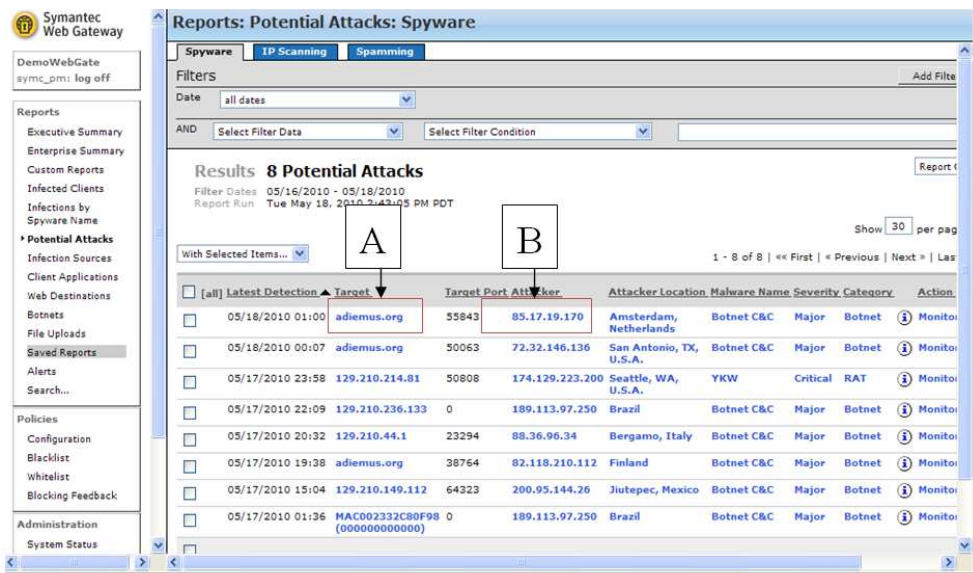 Symantec
Web Gateway
DemoWebGate
symc_pm: log off
Reports
Executive Summary
Enterprise Summary
Custom Reports
Infected Clients
Infections by
Spyware Name
Potential Attacks
Infection Sources
Client Applications
Web Destinations
Botnets
File Uploads
Saved Reports
Alerts
Search...
Policies
Configuration
Blacklist
Whitelist
Blocking Feedback
Administration
System Status
Reports: Potential Attacks: Spyware
Spyware IP Scanning Spamming
Filters Add Filte
Date all dates
AND Select Filter Data Select Filter Condition
Results 8 Potential Attacks Report
Filter Dates 05/16/2010 - 05/18/2010
Report Run Tue May 18, 2010 2:43:05 PM PDT
Show 30 per pag
A B
With Selected Items... 1 - 8 of 8 | «« First | « Previous | Next » | Las
[all] Latest Detection Target Target Port Attacker Attacker Location Malware Name Severity Category Action
05/18/2010 01:00 adiemus.org 55843 85.17.19.170 Amsterdam, Netherlands Botnet C&C Major Botnet Monito
05/18/2010 00:07 adiemus.org 50063 72.32.146.136 San Antonio, TX, U.S.A. Botnet C&C Major Botnet Monito
05/17/2010 23:58 129.210.214.81 50808 174.129.223.200 Seattle, WA, U.S.A. YKW Critical RAT Monito
05/17/2010 22:09 129.210.236.133 0 189.113.97.250 Brazil Botnet C&C Major Botnet Monito
05/17/2010 20:32 129.210.44.1 23294 88.36.96.34 Bergamo, Italy Botnet C&C Major Botnet Monito
05/17/2010 19:38 adiemus.org 38764 82.118.210.112 Finland Botnet C&C Major Botnet Monito
05/17/2010 15:04 129.210.149.112 64323 200.95.144.26 Jiutepec, Mexico Botnet C&C Major Botnet Monito
05/17/2010 01:36 MAC002332C80F98 (000000000000) 0 189.113.97.250 Brazil Botnet C&C Major Botnet Monito